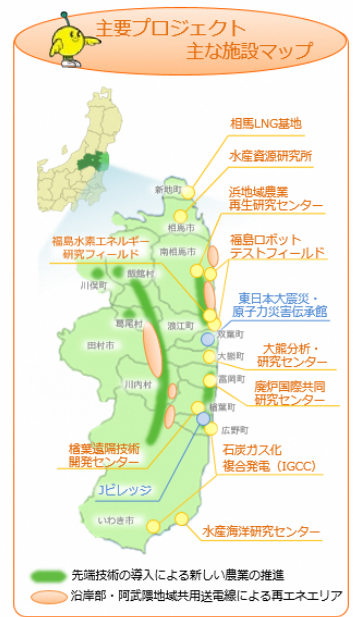 主要プロジェクト
主な施設マップ
相馬LNG基地
水産資源研究所
新地町
浜地域農業
再生研究センター
相馬市
福島水素エネルギー
研究フィールド
南相馬市
福島ロボット
テストフィールド
飯舘村
川俣町
東日本大震災・
原子力災害伝承館
葛尾村
浪江町
双葉町
田村市
大熊町
大熊分析・
研究センター
川内村
富岡町
廃炉国際共同
研究センター
楢葉町
広野町
楢葉遠隔技術
開発センター
石炭ガス化
複合発電（IGCC）
Jビレッジ
いわき市
水産海洋研究センター
先端技術の導入による新しい農業の推進
沿岸部・阿武隈地域共用送電線による再エネエリア